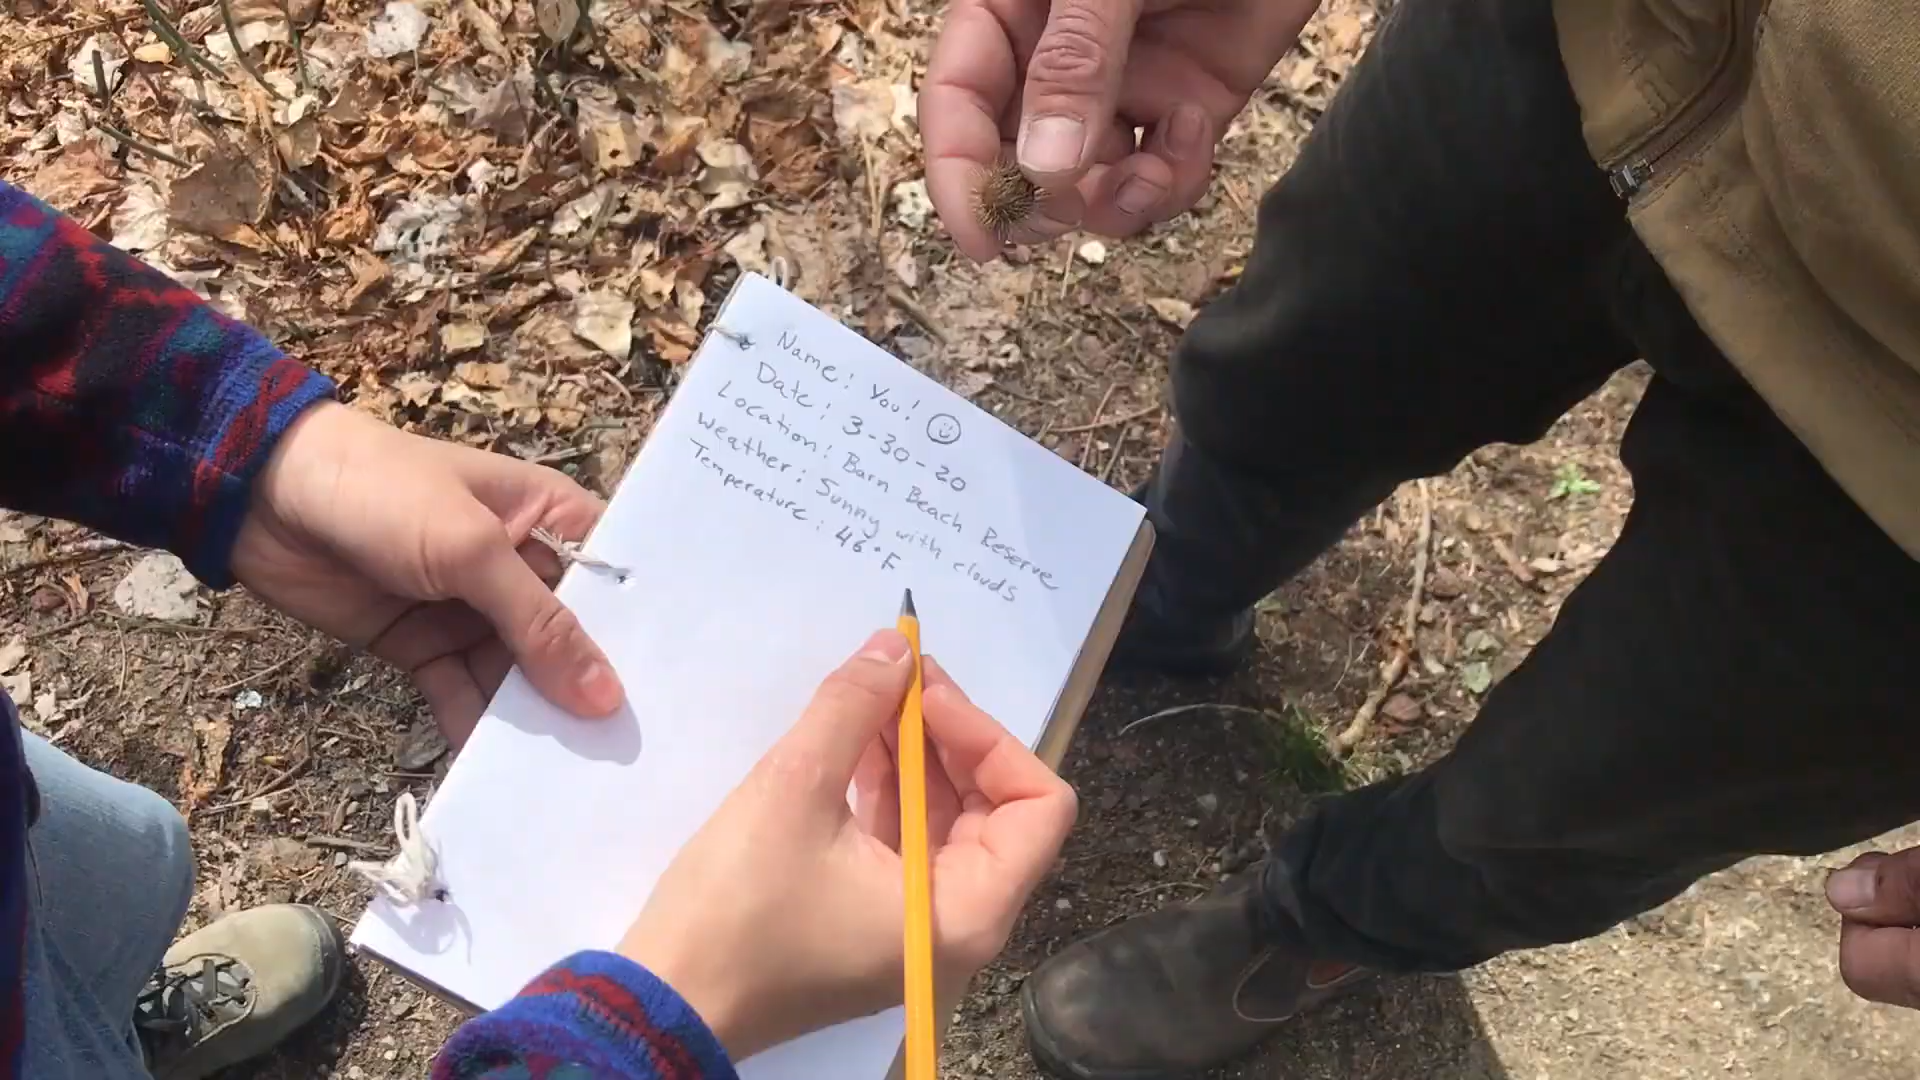 Name: You! ☺
Date: 3-30-20
Location: Barn Beach Reserve
Weather: Sunny with clouds
Temperature: 46°F